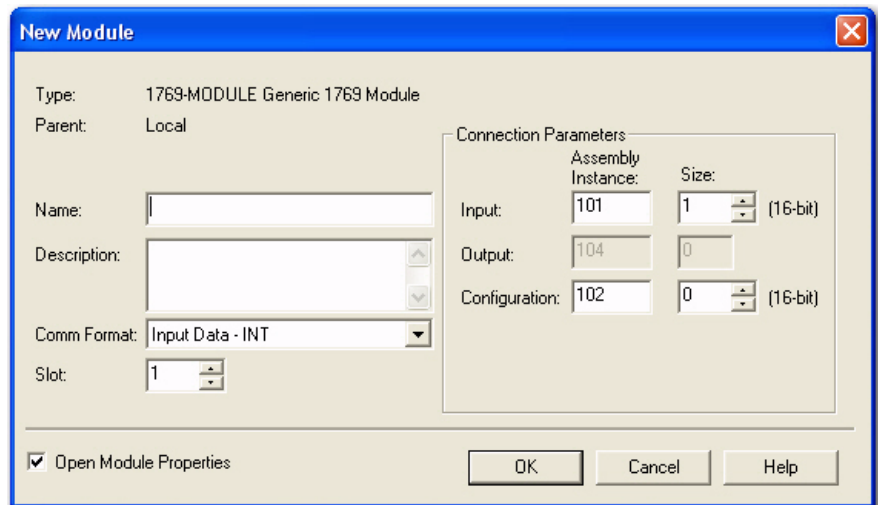 New Module
Type: 1769-MODULE Generic 1769 Module
Parent: Local
Connection Parameters
Assembly Instance: Size:
Name:
Input: 101 1 (16-bit)
Description:
Output: 104 0
Configuration: 102 0 (16-bit)
Comm Format: Input Data - INT
Slot: 1
Open Module Properties
OK Cancel Help